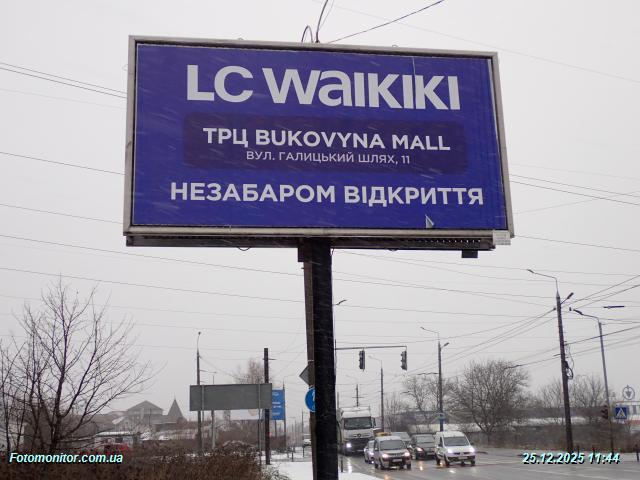 LC WAIKIKI
ТРЦ BUKOVYNA MALL
ВУЛ. ГАЛИЦЬКИЙ ШЛЯХ, 11
НЕЗАБАРОМ ВІДКРИТТЯ
Fotomonitor.com.ua
25.12.2025 11:44